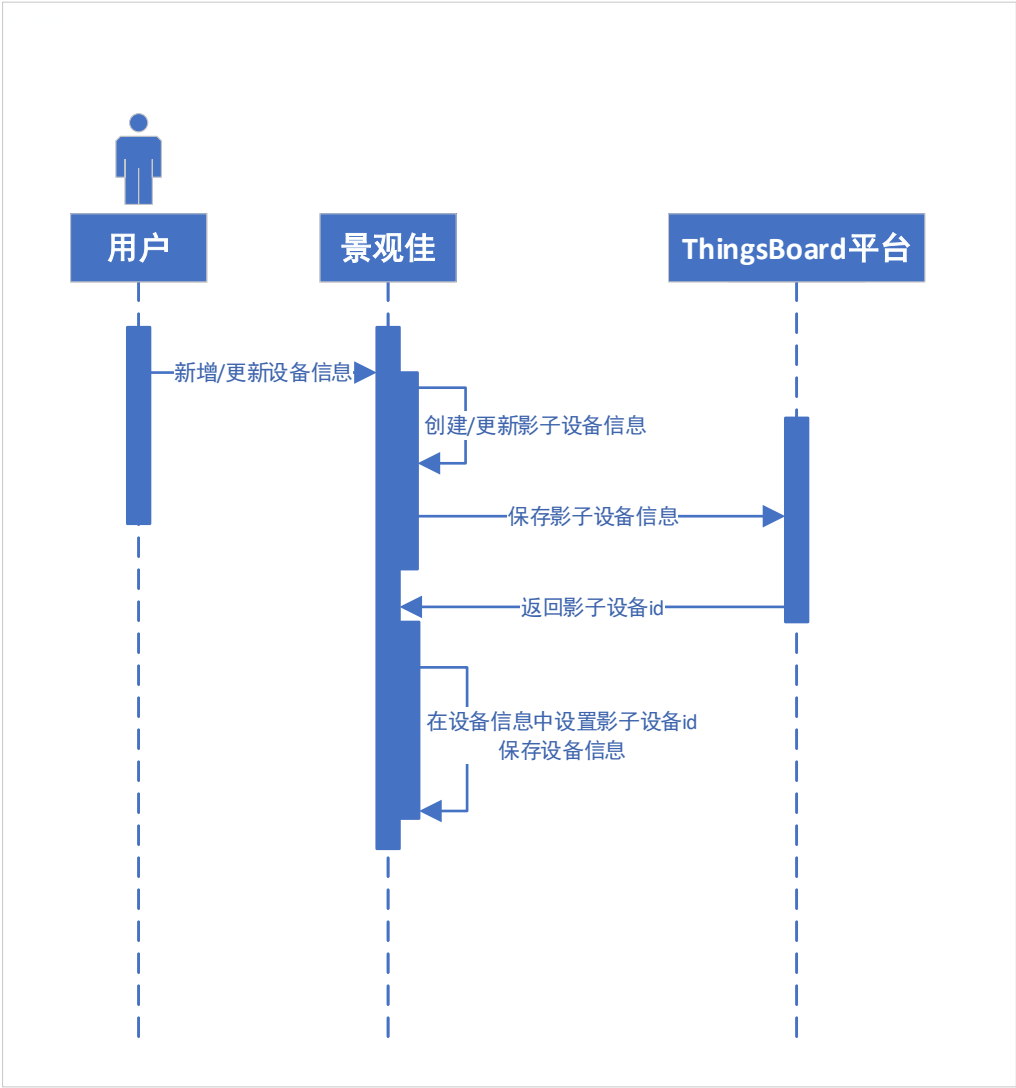 用户
景观佳
ThingsBoard平台
新增/更新设备信息
创建/更新影子设备信息
保存影子设备信息
返回影子设备id
在设备信息中设置影子设备id
保存设备信息